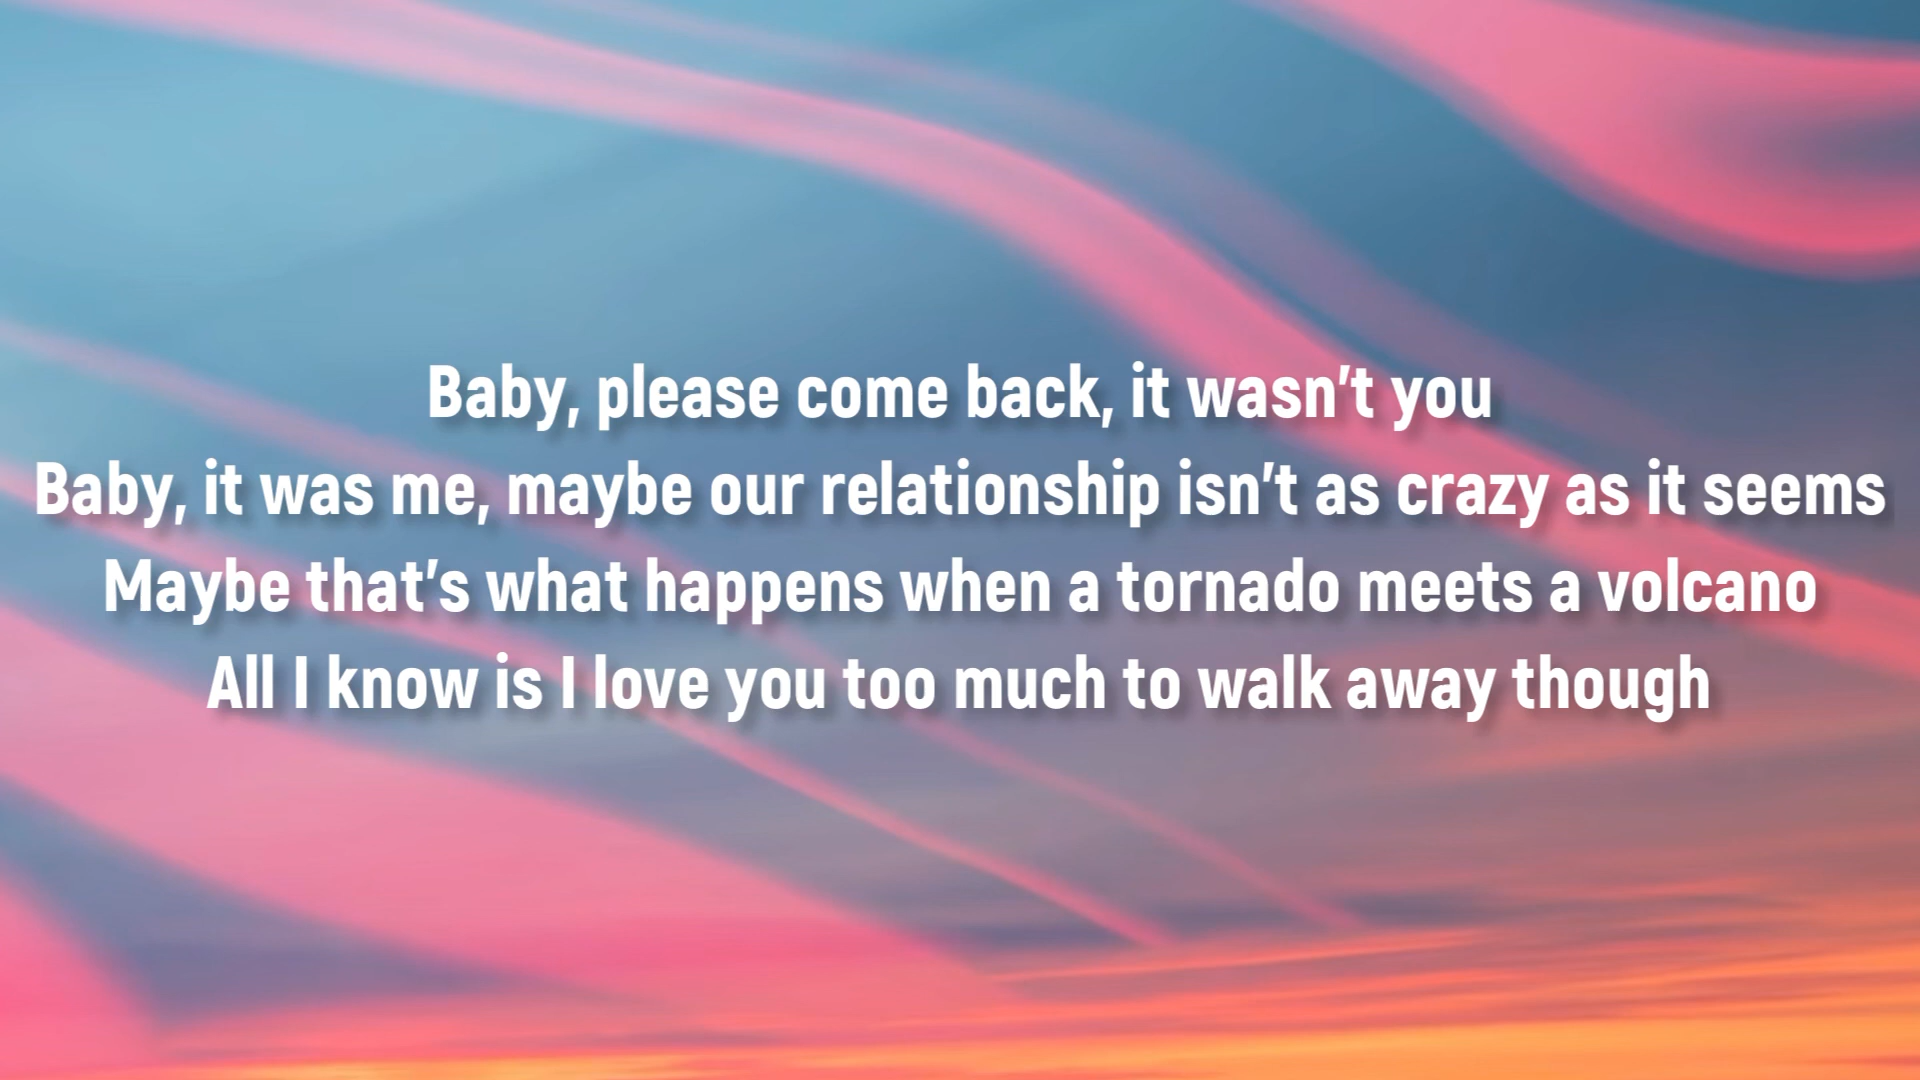 Baby, please come back, it wasn't you
Baby, it was me, maybe our relationship isn't as crazy as it seems
Maybe that's what happens when a tornado meets a volcano
All I know is I love you too much to walk away though